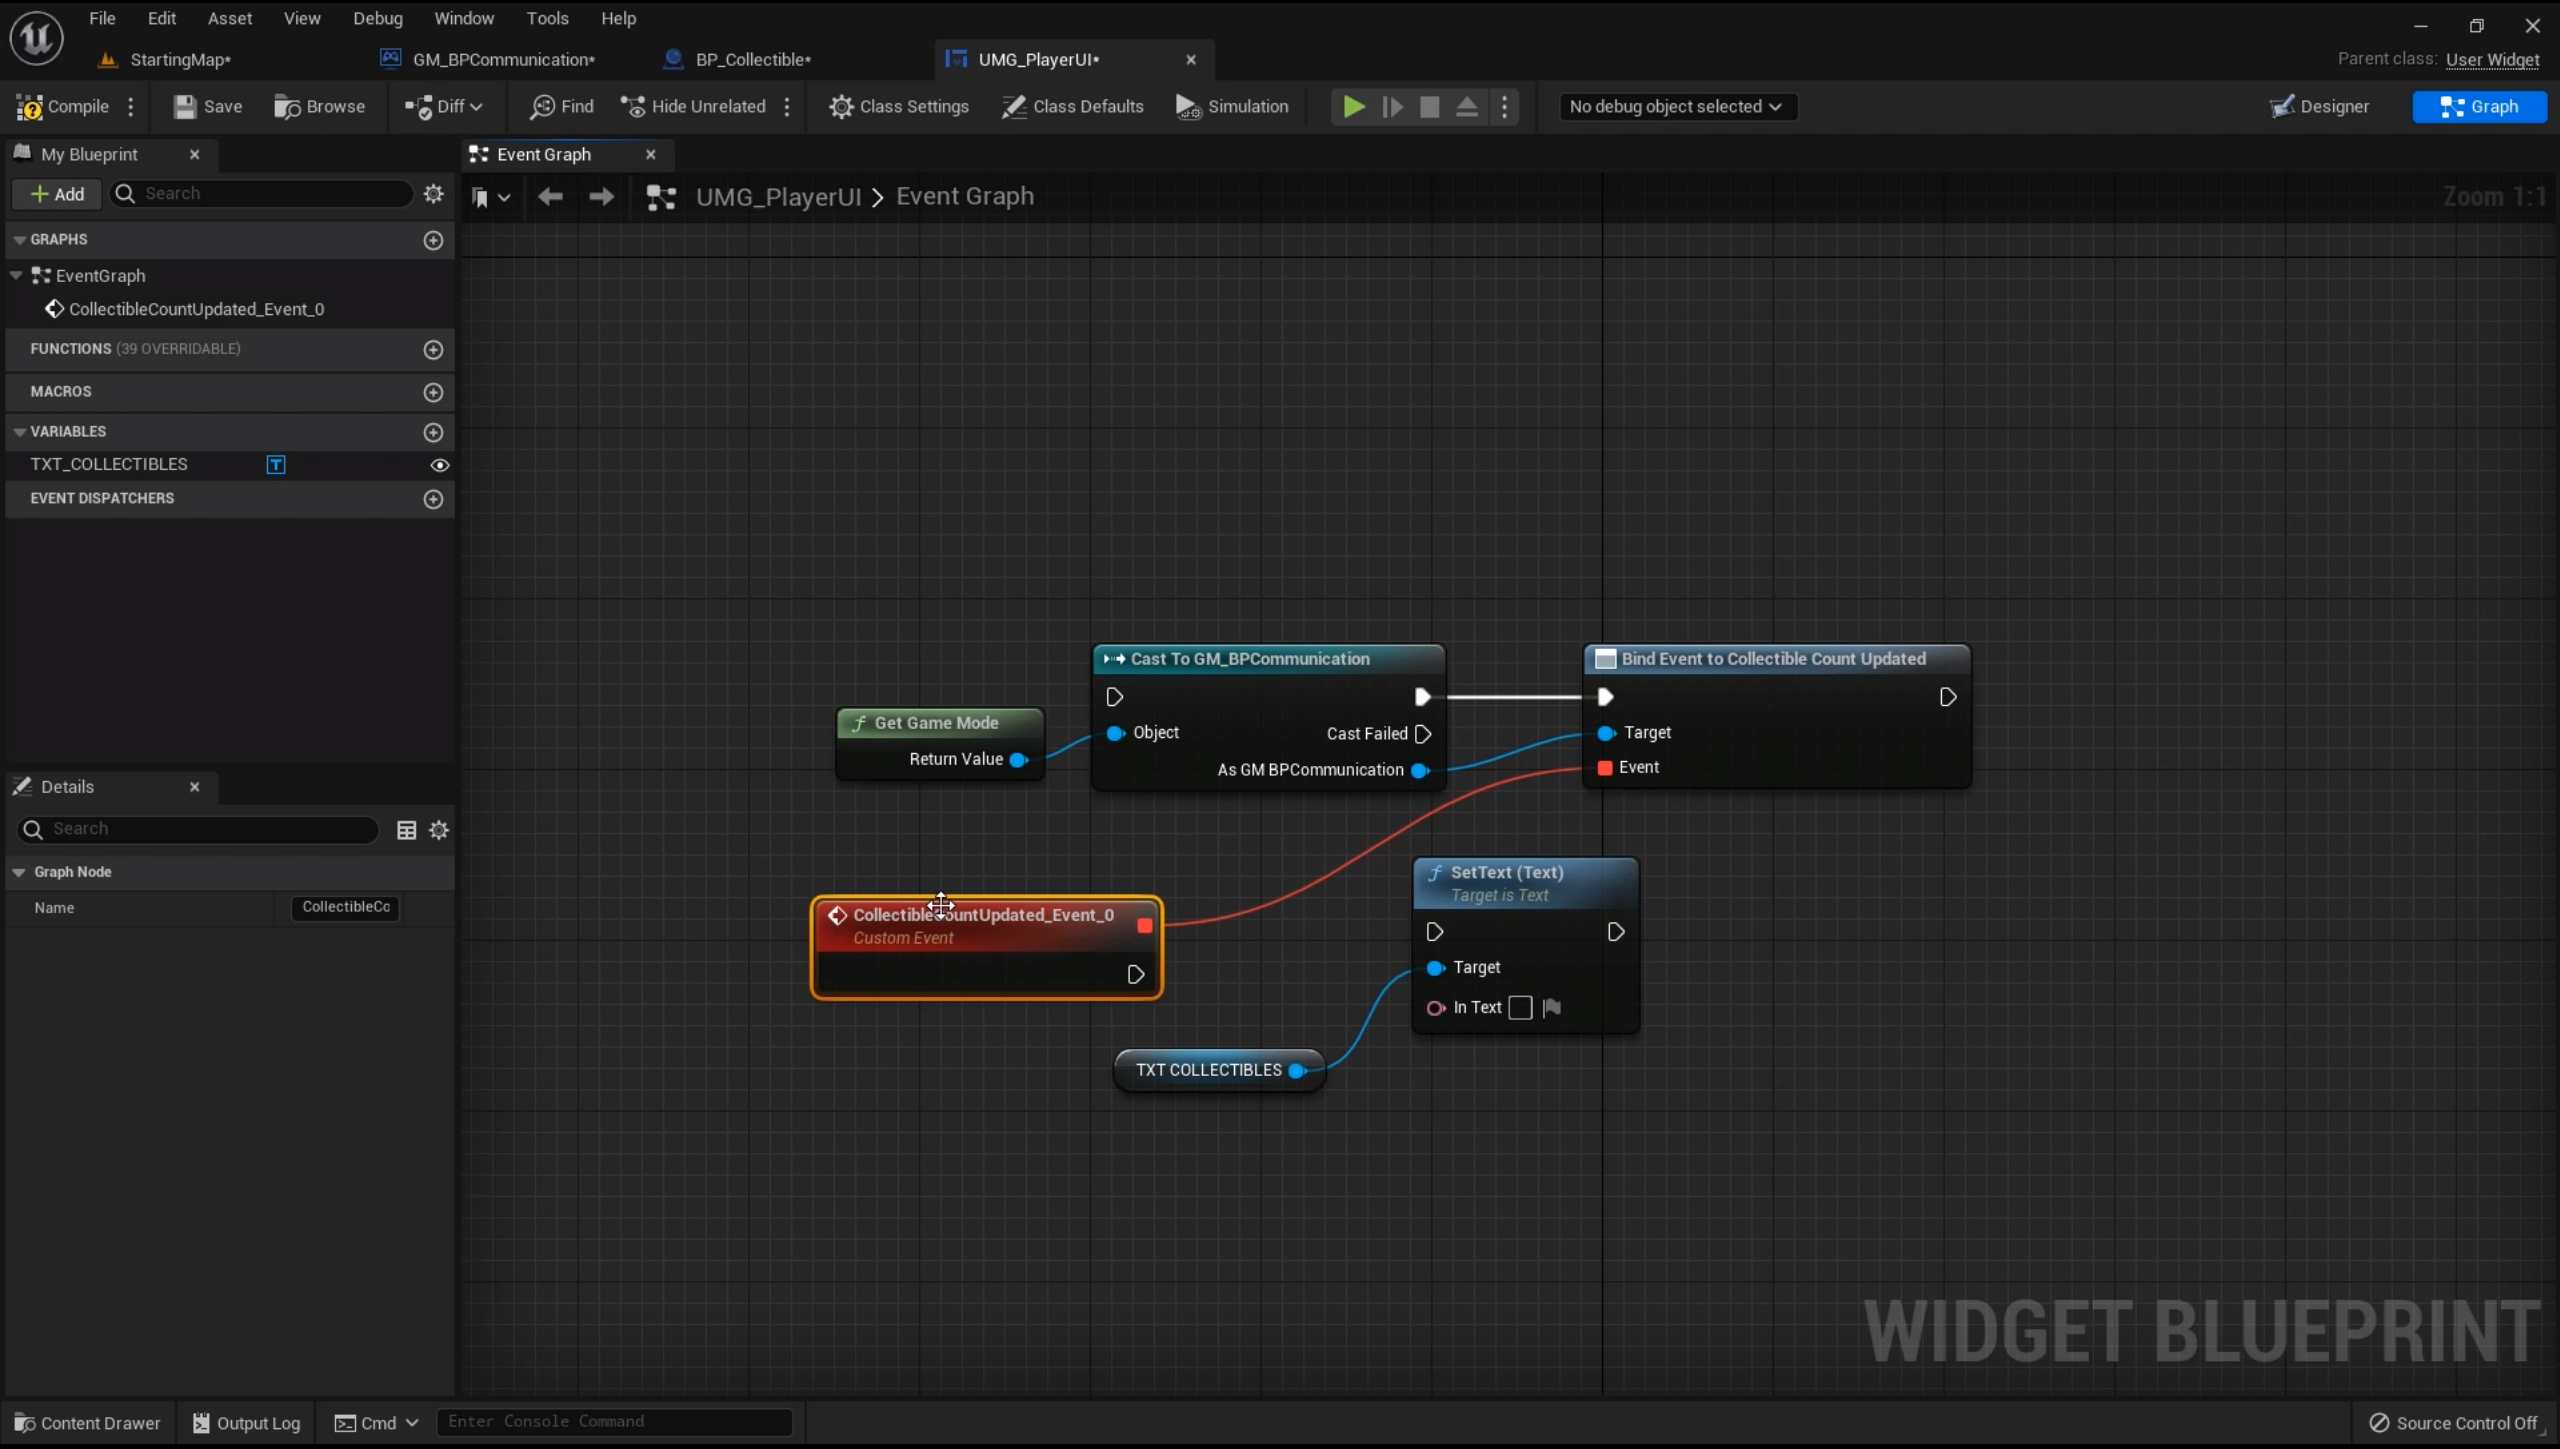 File Edit Asset View Debug Window Tools Help
StartingMap* GM_BPCommunication* BP_Collectible* UMG_PlayerUI* Parent class: User Widget
Compile Save Browse Diff Find Hide Unrelated Class Settings Class Defaults Simulation No debug object selected Designer Graph
My Blueprint
Add Search
GRAPHS
EventGraph
CollectibleCountUpdated_Event_0
FUNCTIONS (39 OVERRIDABLE)
MACROS
VARIABLES
TXT_COLLECTIBLES T
EVENT DISPATCHERS
Details
Search
Graph Node
Name CollectibleCo
Event Graph
UMG_PlayerUI > Event Graph Zoom 1:1
Get Game Mode
Return Value
Cast To GM_BPCommunication
Object
Cast Failed
As GM BPCommunication
Bind Event to Collectible Count Updated
Target
Event
CollectibleCountUpdated_Event_0
Custom Event
SetText (Text)
Target is Text
Target
In Text
TXT COLLECTIBLES
WIDGET BLUEPRINT
Content Drawer Output Log Cmd Enter Console Command Source Control Off